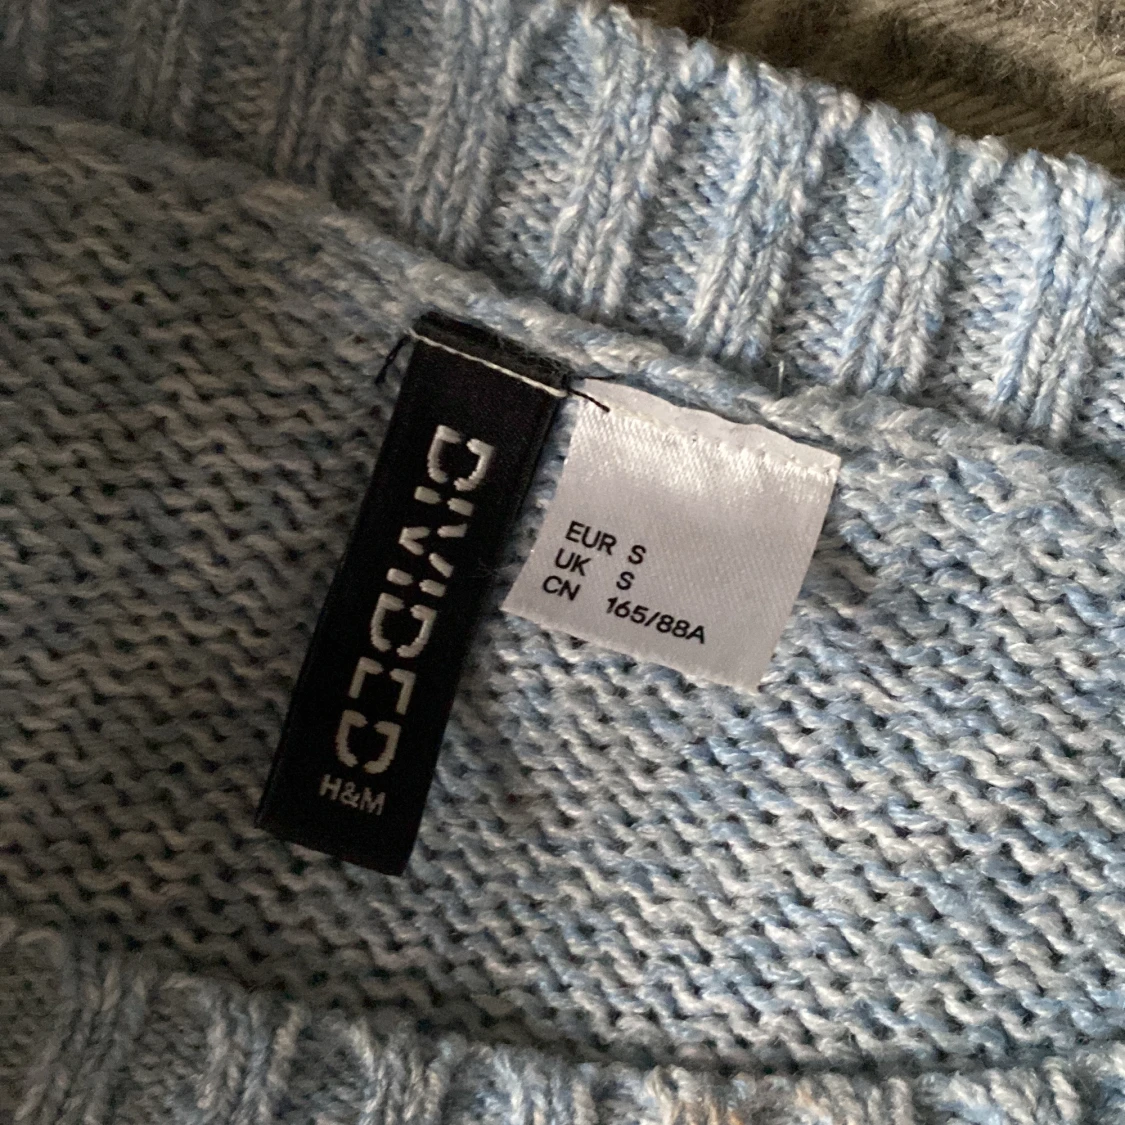 DIVIDED
H&M
EUR S
UK S
CN 165/88A